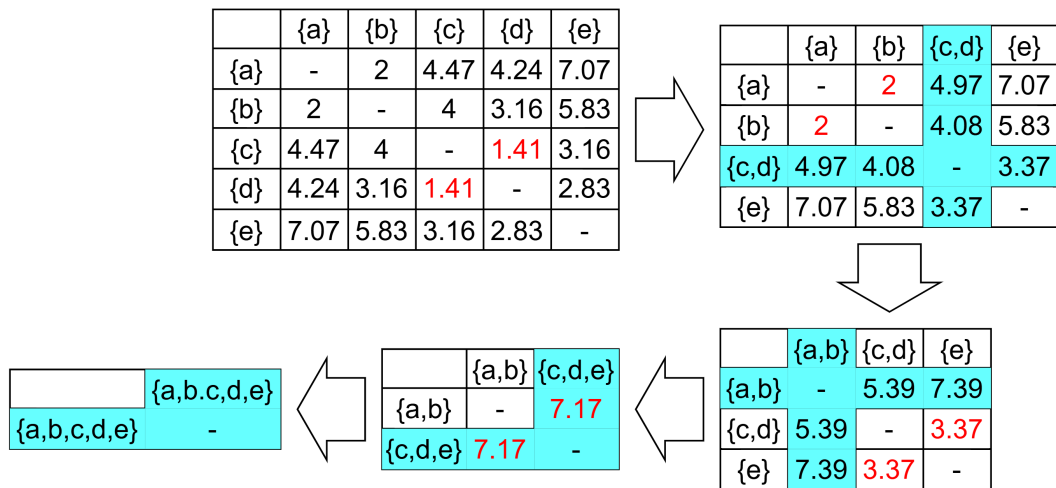 {a} {b} {c} {d} {e}
{a} - 2 4.47 4.24 7.07
{b} 2 - 4 3.16 5.83
{c} 4.47 4 - 1.41 3.16
{d} 4.24 3.16 1.41 - 2.83
{e} 7.07 5.83 3.16 2.83 -
{a} {b} {c,d} {e}
{a} - 2 4.97 7.07
{b} 2 - 4.08 5.83
{c,d} 4.97 4.08 - 3.37
{e} 7.07 5.83 3.37 -
{a,b} {c,d} {e}
{a,b} - 5.39 7.39
{c,d} 5.39 - 3.37
{e} 7.39 3.37 -
{a,b} {c,d,e}
{a,b} - 7.17
{c,d,e} 7.17 -
{a,b.c,d,e}
{a,b,c,d,e} -